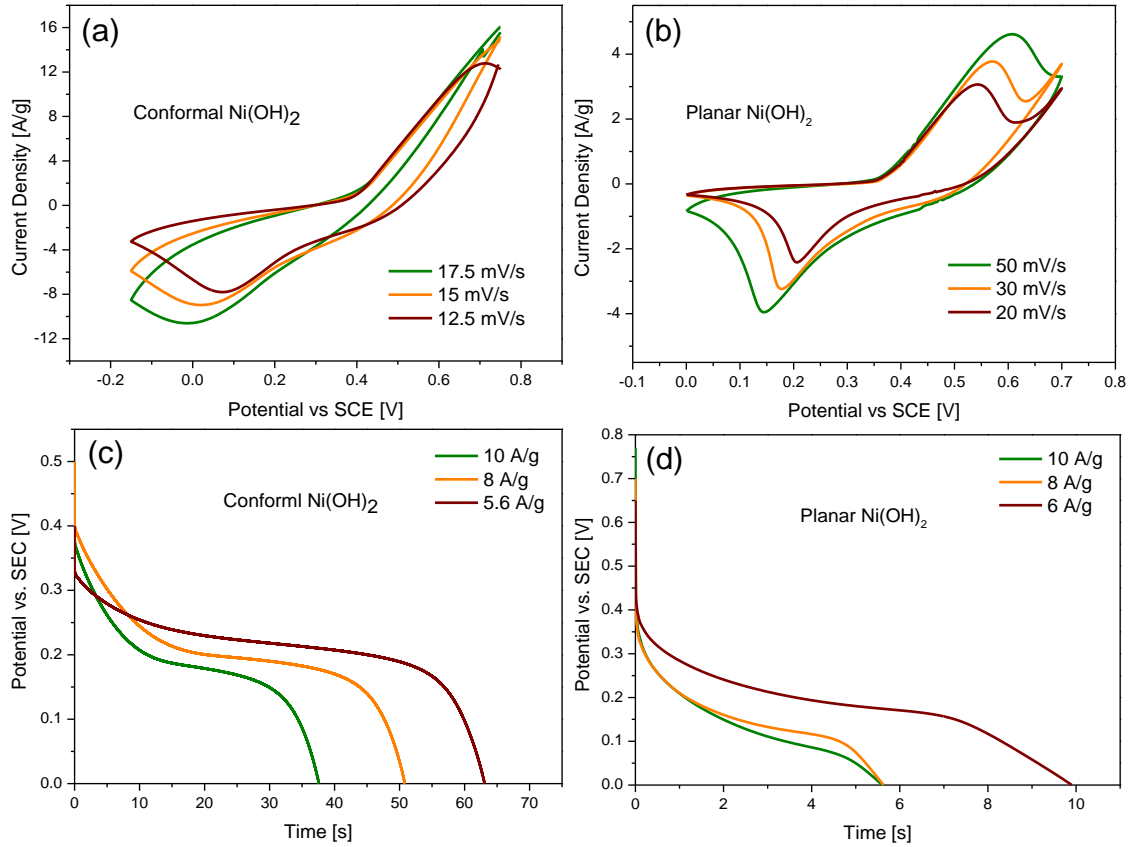 (a)
Conformal Ni(OH)2
17.5 mV/s
15 mV/s
12.5 mV/s
16
12
8
4
0
-4
-8
-12
Current Density [A/g]
-0.2 0.0 0.2 0.4 0.6 0.8
Potential vs SCE [V]
(b)
Planar Ni(OH)2
50 mV/s
30 mV/s
20 mV/s
4
2
0
-2
-4
Current Density [A/g]
-0.1 0.0 0.1 0.2 0.3 0.4 0.5 0.6 0.7 0.8
Potential vs SCE [V]
(c)
10 A/g
8 A/g
5.6 A/g
Conforml Ni(OH)2
0.5
0.4
0.3
0.2
0.1
0.0
Potential vs. SEC [V]
0 10 20 30 40 50 60 70
Time [s]
(d)
10 A/g
8 A/g
6 A/g
Planar Ni(OH)2
0.8
0.7
0.6
0.5
0.4
0.3
0.2
0.1
0.0
Potential vs. SEC [V]
0 2 4 6 8 10
Time [s]